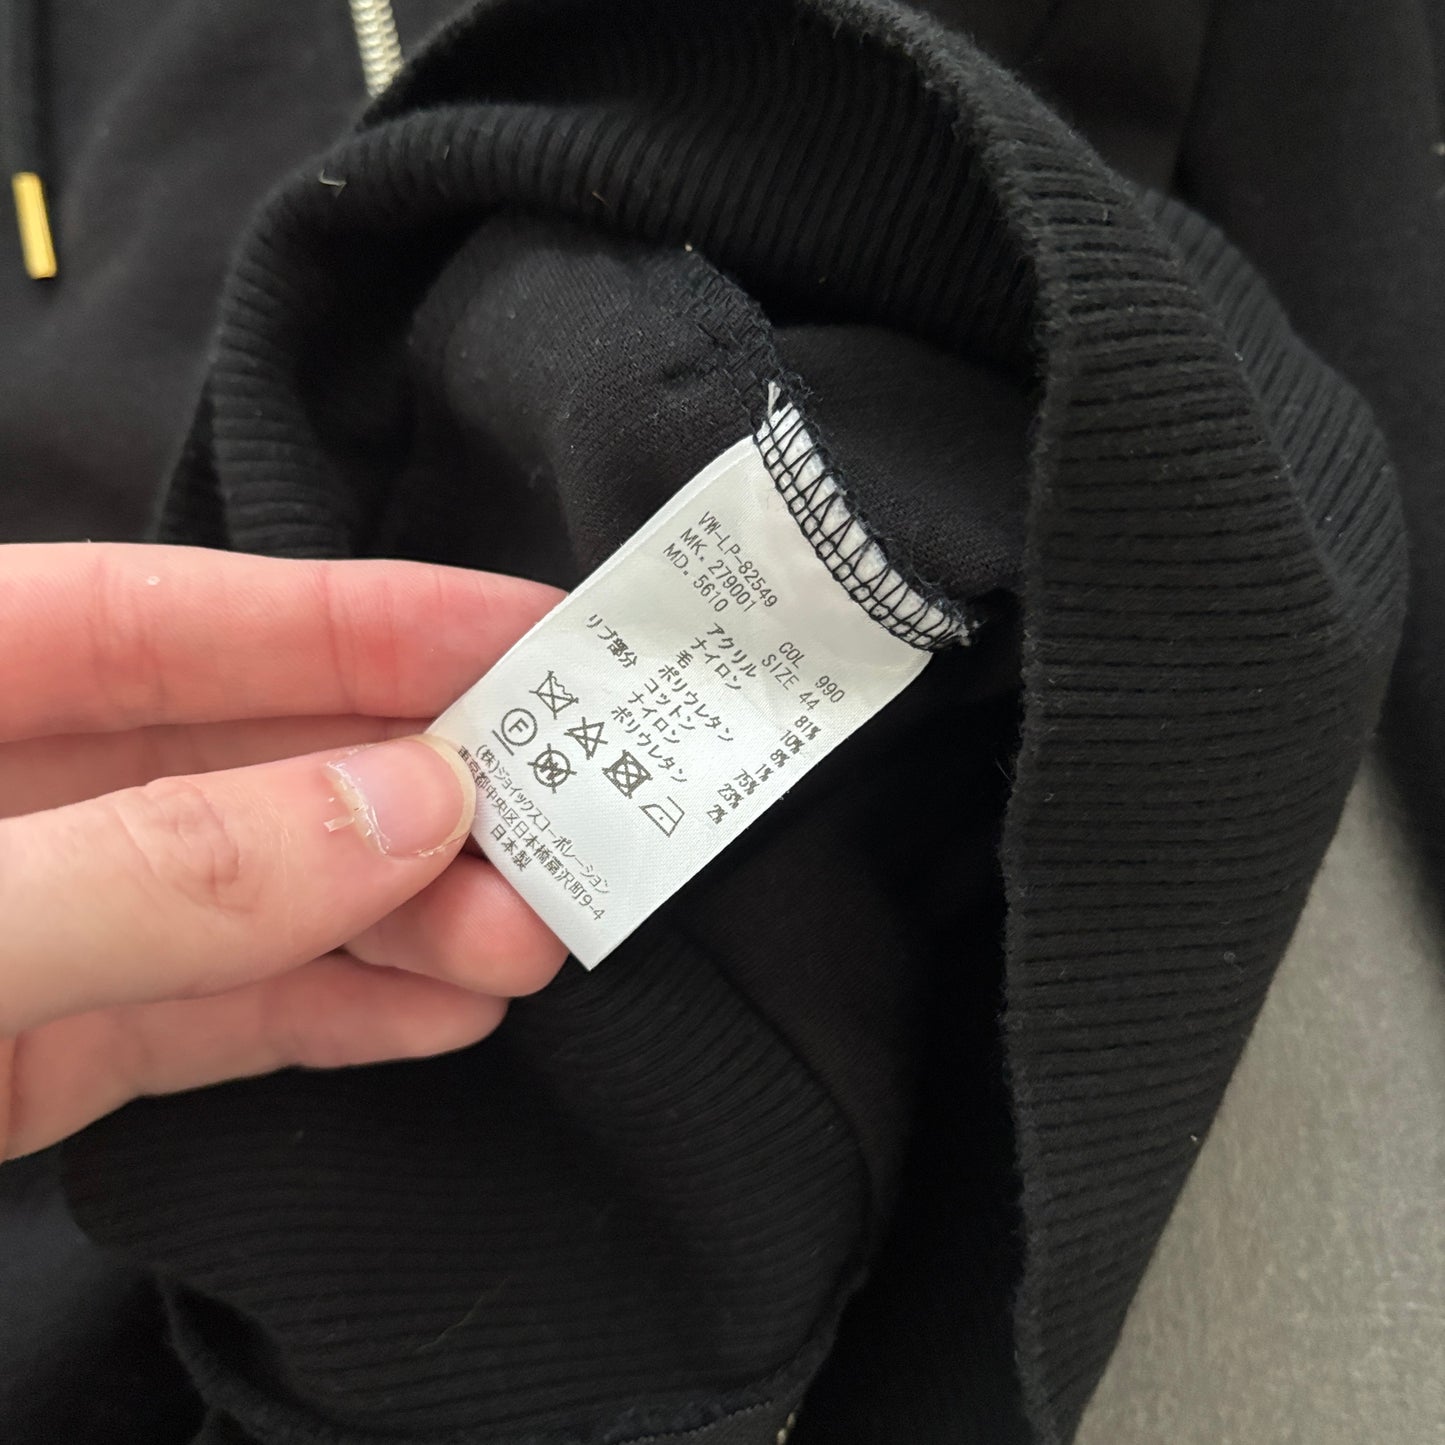 VW-LP-82549
MK. 279001 COL 990
MD. 5610 SIZE 44
アクリル 81%
ナイロン 10%
毛 8%
ポリウレタン 1%
リブ部分 コットン 75%
ナイロン 23%
ポリウレタン 2%
F W
(株)ジョイックスコーポレーション
東京都中央区日本橋富沢町9-4
日本製